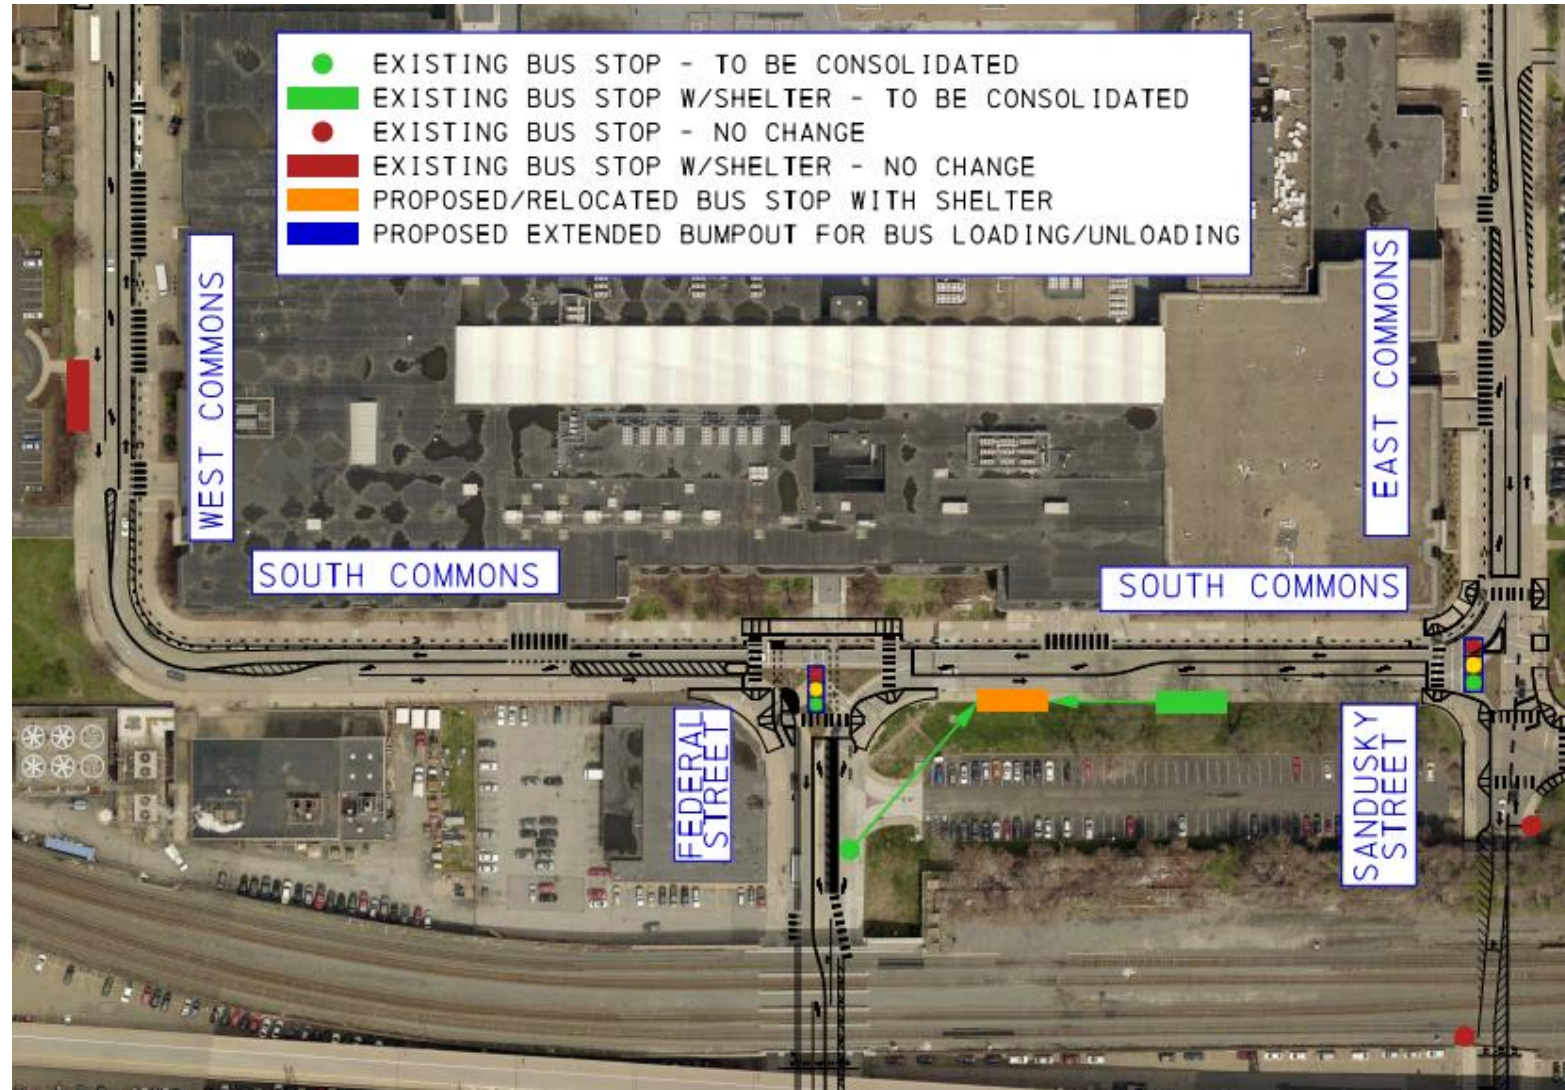 EXISTING BUS STOP - TO BE CONSOLIDATED
EXISTING BUS STOP W/SHELTER - TO BE CONSOLIDATED
EXISTING BUS STOP - NO CHANGE
EXISTING BUS STOP W/SHELTER - NO CHANGE
PROPOSED/RELOCATED BUS STOP WITH SHELTER
PROPOSED EXTENDED BUMPOUT FOR BUS LOADING/UNLOADING
WEST COMMONS
EAST COMMONS
SOUTH COMMONS
SOUTH COMMONS
FEDERAL
STREET
SANDUSKY
STREET